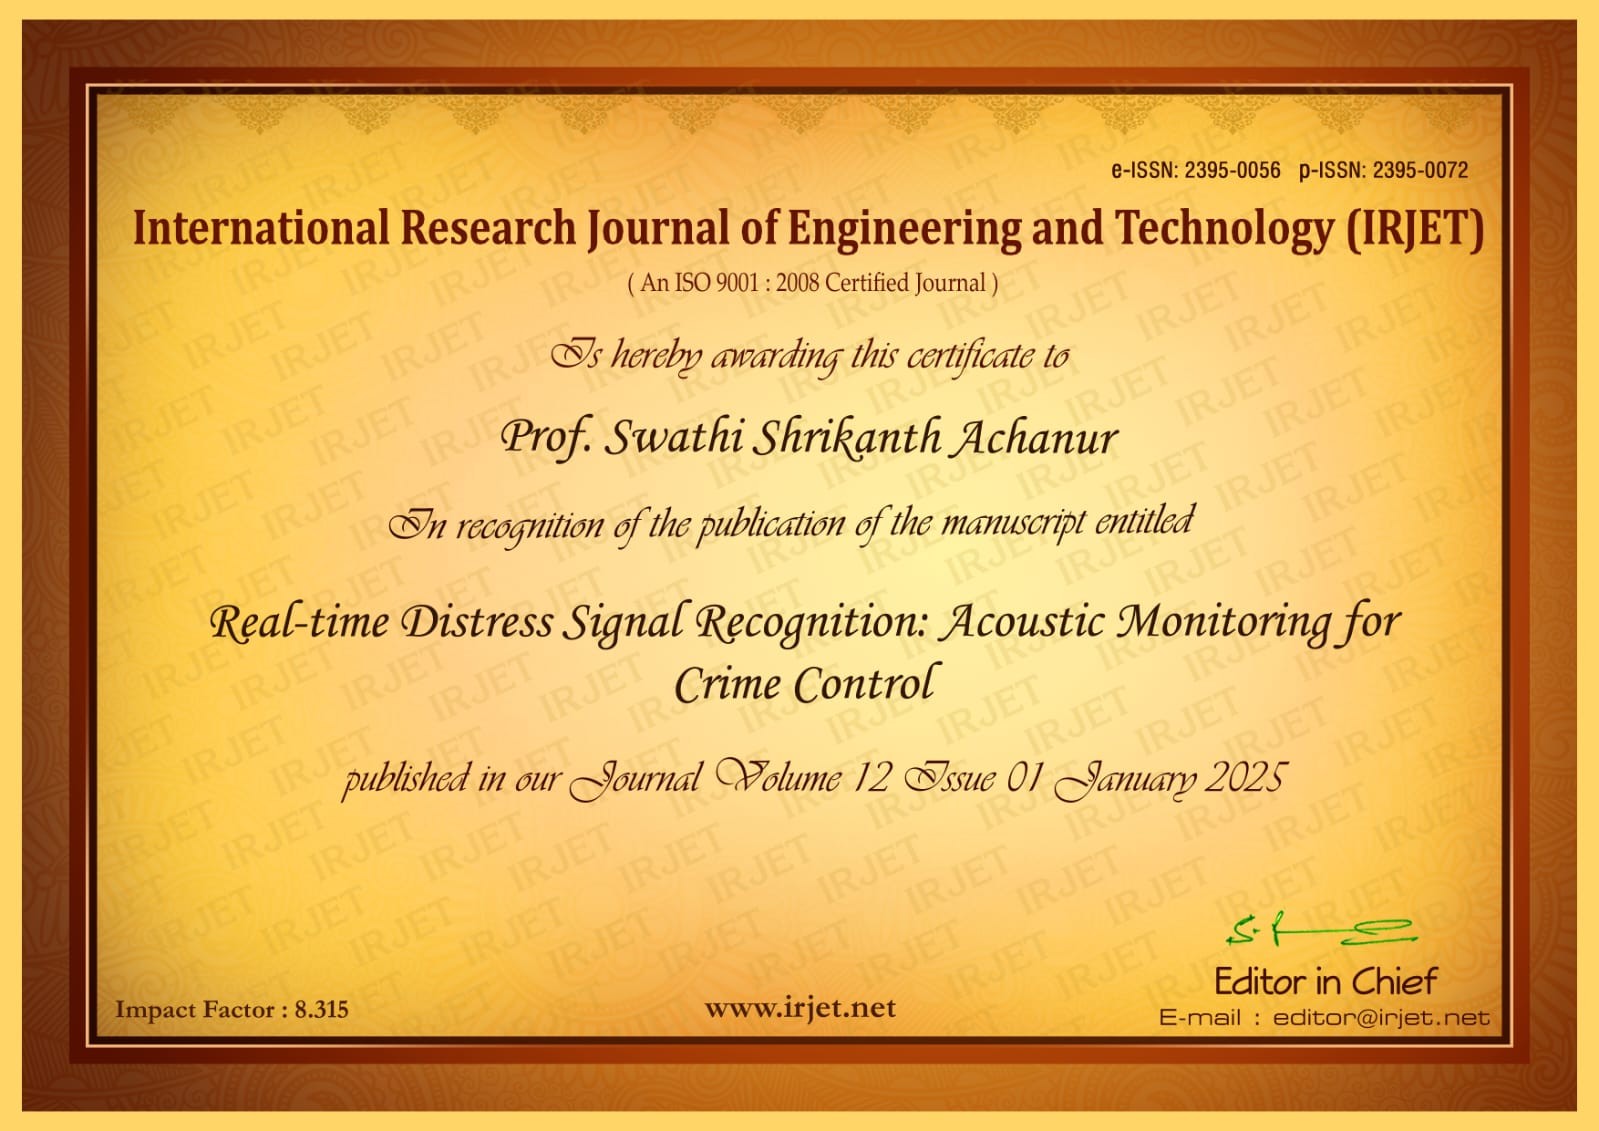 e-ISSN: 2395-0056 p-ISSN: 2395-0072
International Research Journal of Engineering and Technology (IRJET)
( An ISO 9001 : 2008 Certified Journal )
Is hereby awarding this certificate to
Prof. Swathi Shrikanth Achanur
In recognition of the publication of the manuscript entitled
Real-time Distress Signal Recognition: Acoustic Monitoring for
Crime Control
published in our Journal Volume 12 Issue 01 January 2025
Editor in Chief
Impact Factor : 8.315
www.irjet.net
E-mail : editor@irjet.net